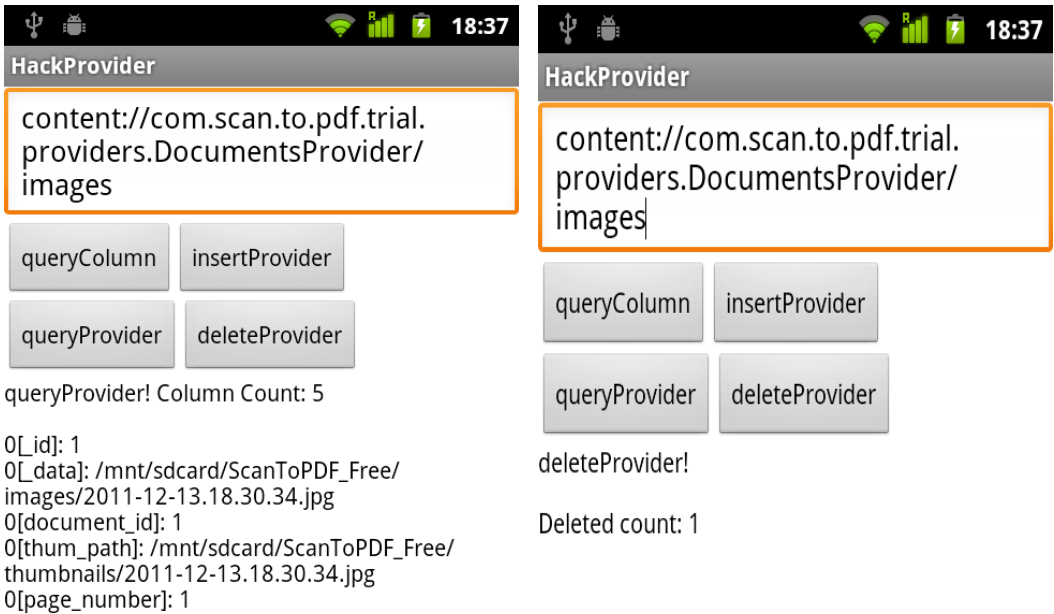 18:37
HackProvider
content://com.scan.to.pdf.trial.
providers.DocumentsProvider/
images
queryColumn
insertProvider
queryProvider
deleteProvider
queryProvider! Column Count: 5
0[_id]: 1
0[_data]: /mnt/sdcard/ScanToPDF_Free/
images/2011-12-13.18.30.34.jpg
0[document_id]: 1
0[thum_path]: /mnt/sdcard/ScanToPDF_Free/
thumbnails/2011-12-13.18.30.34.jpg
0[page_number]: 1
R
18:37
HackProvider
content://com.scan.to.pdf.trial.
providers.DocumentsProvider/
images
queryColumn
insertProvider
queryProvider
deleteProvider
deleteProvider!
Deleted count: 1